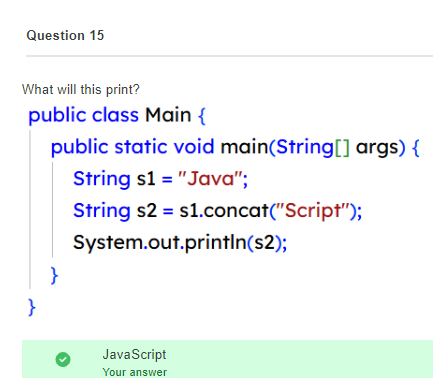 Question 15
What will this print?
public class Main {
public static void main(String[] args) {
String s1 = "Java";
String s2 = s1.concat("Script");
System.out.println(s2);
}
}
JavaScript
Your answer